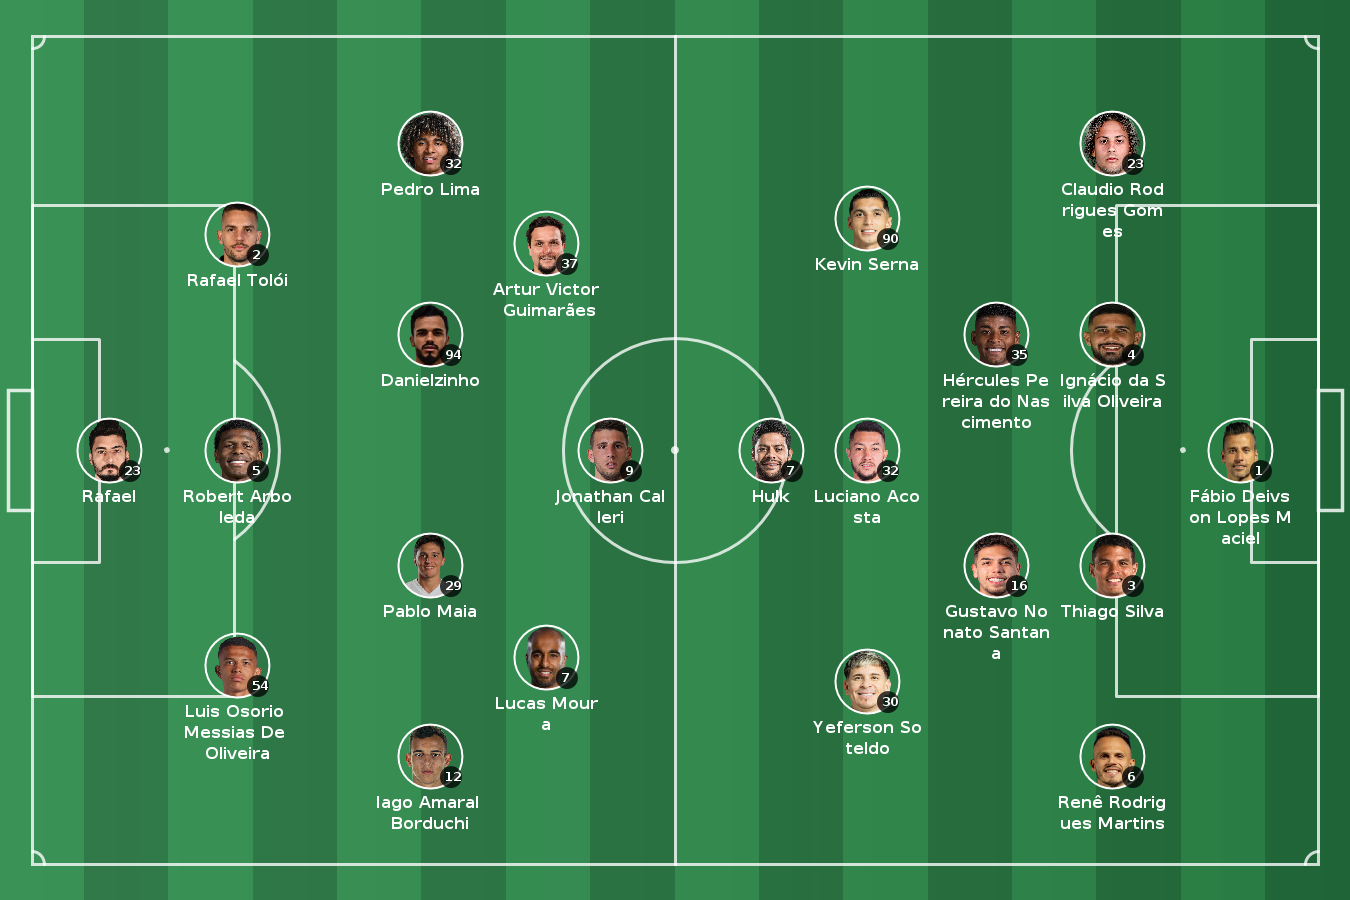 32
Pedro Lima
23
Claudio Rod
rigues Gom
es
2
Rafael Tolói
37
Artur Victor
Guimarães
90
Kevin Serna
94
Danielzinho
35
Hércules Pe
reira do Nas
cimento
4
Ignácio da S
ilva Oliveira
23
Rafael
5
Robert Arbo
leda
9
Jonathan Cal
leri
7
Hulk
32
Luciano Aco
sta
1
Fábio Deivs
on Lopes M
aciel
29
Pablo Maia
16
Gustavo No
nato Santan
a
3
Thiago Silva
54
Luis Osorio
Messias De
Oliveira
7
Lucas Mour
a
30
Yeferson So
teldo
12
Iago Amaral
Borduchi
6
Renê Rodrig
ues Martins